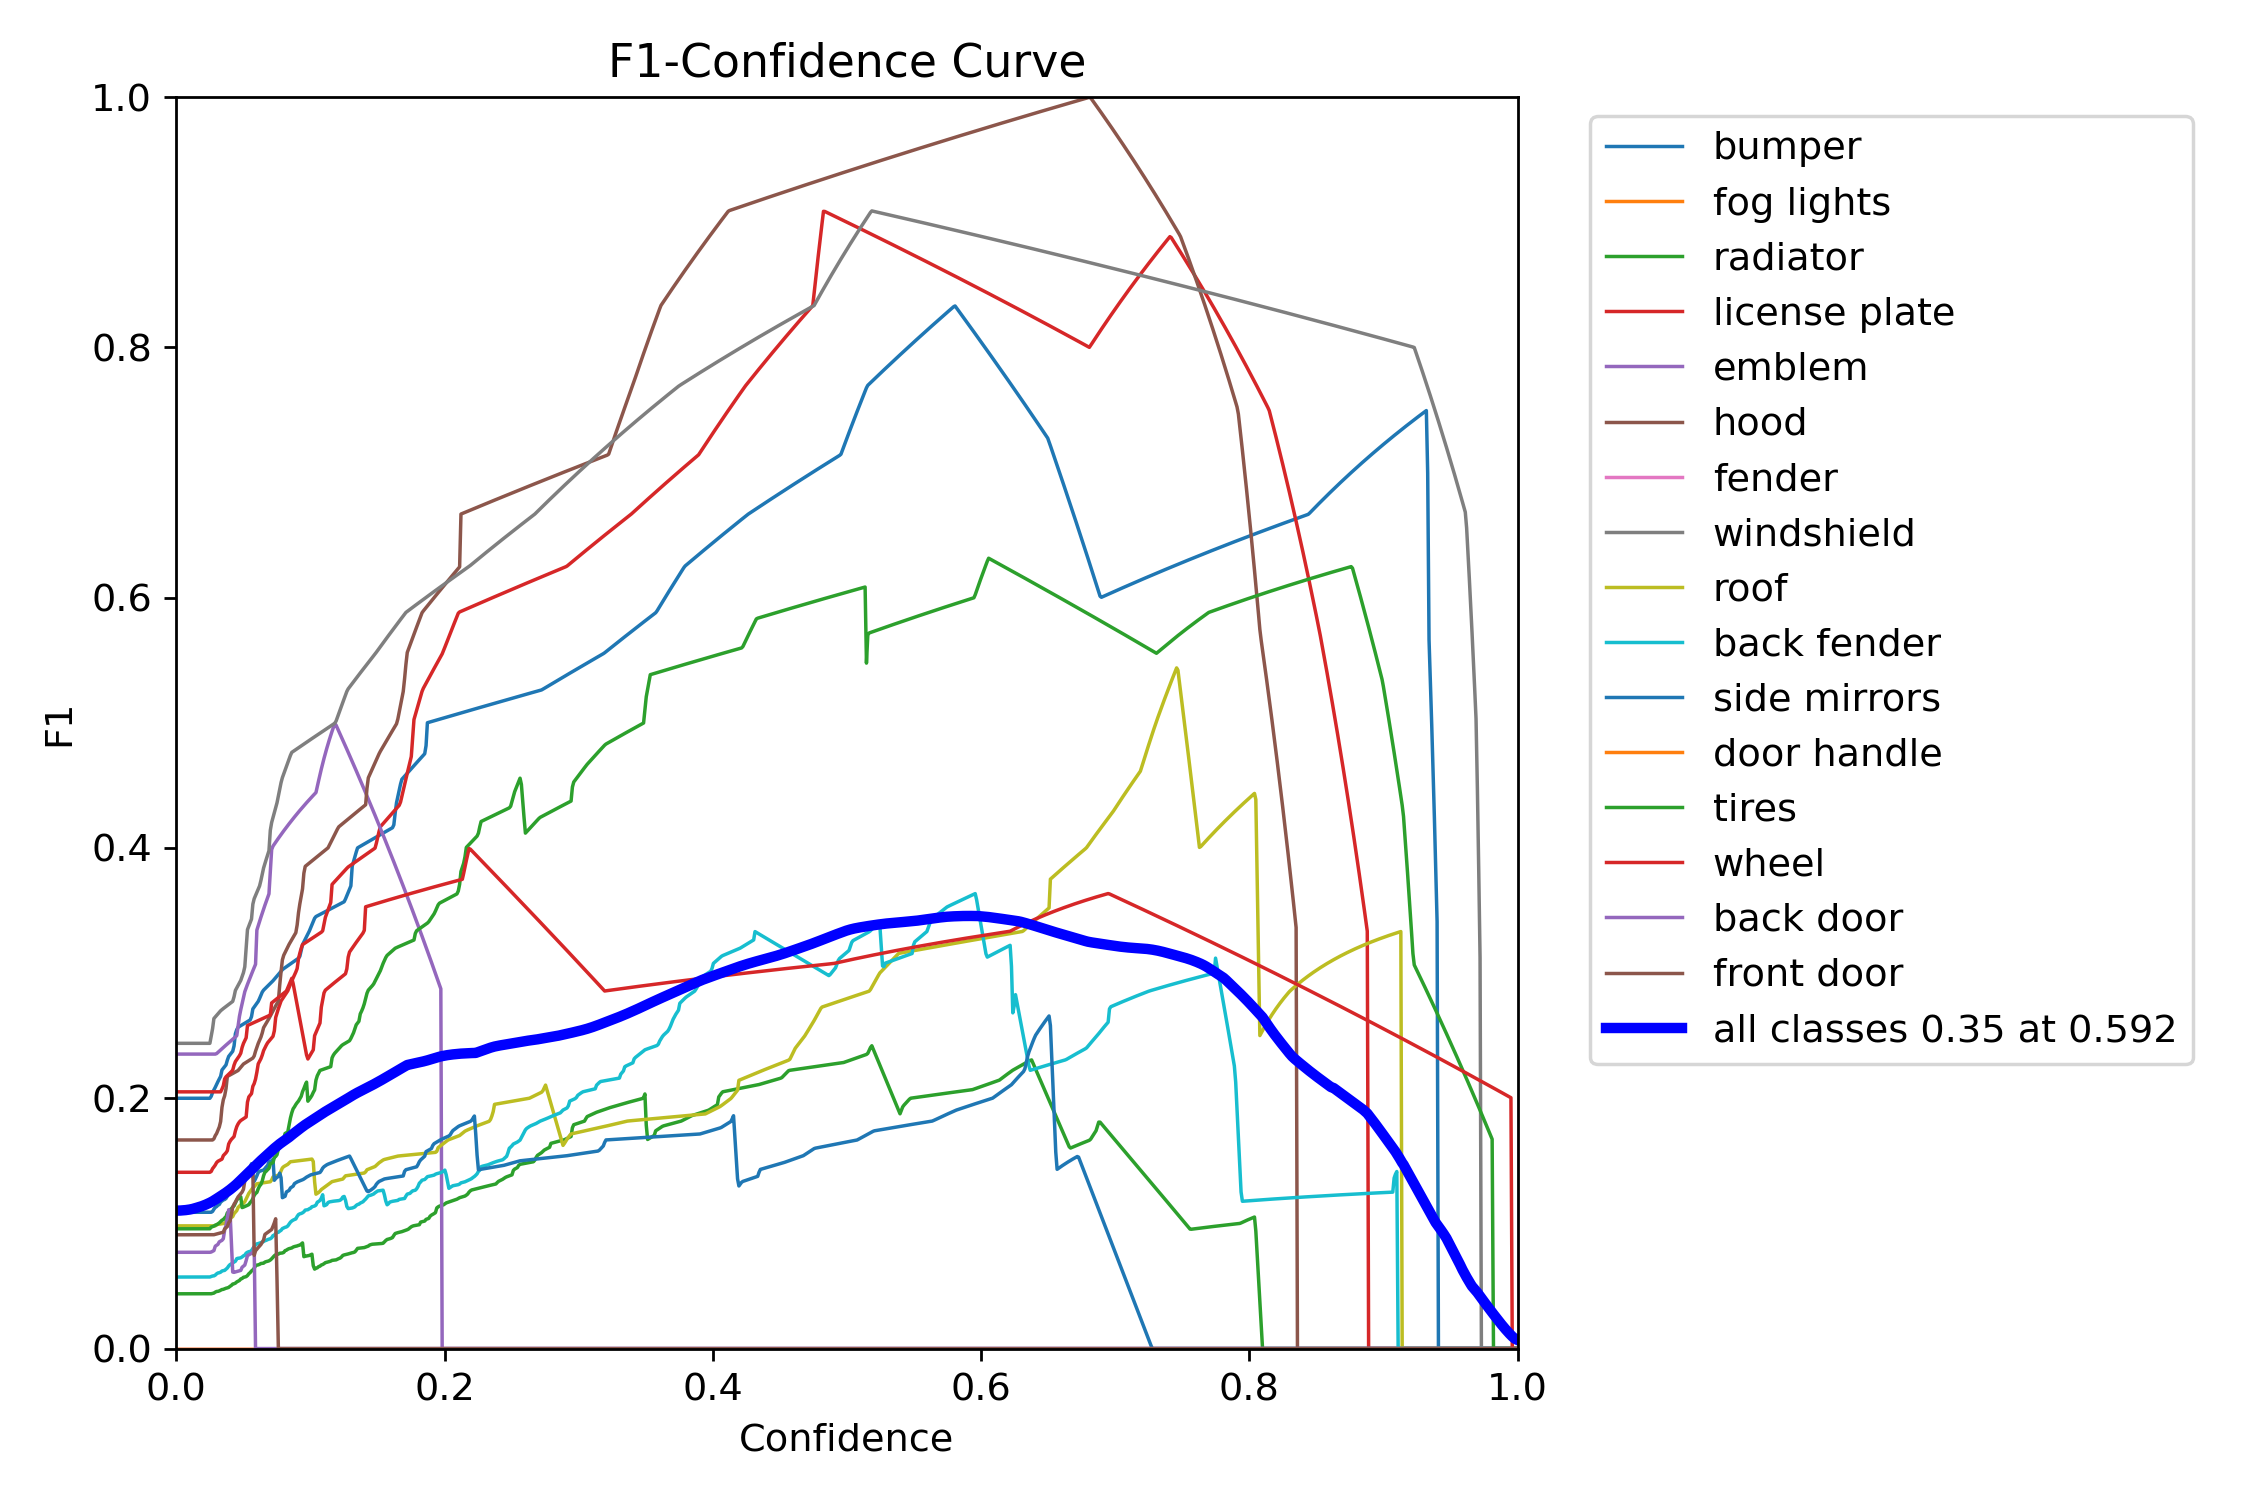 F1-Confidence Curve
1.0
0.8
0.6
0.4
0.2
0.0
F1
0.0 0.2 0.4 0.6 0.8 1.0
Confidence
bumper
fog lights
radiator
license plate
emblem
hood
fender
windshield
roof
back fender
side mirrors
door handle
tires
wheel
back door
front door
all classes 0.35 at 0.592